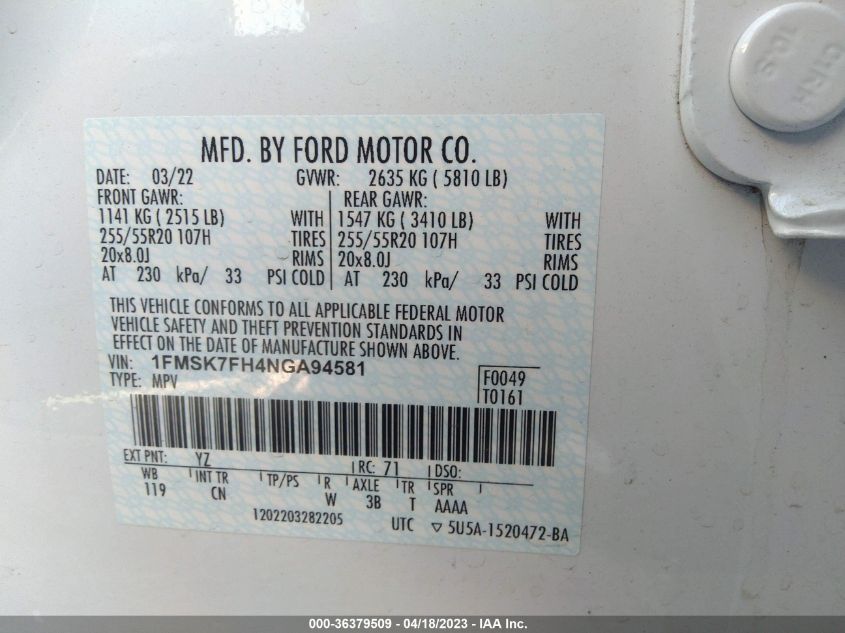 CTRH
10.9
MFD. BY FORD MOTOR CO.
DATE: 03/22 GVWR: 2635 KG ( 5810 LB)
FRONT GAWR: REAR GAWR:
1141 KG ( 2515 LB) WITH 1547 KG ( 3410 LB) WITH
255/55R20 107H TIRES 255/55R20 107H TIRES
20x8.0J RIMS 20x8.0J RIMS
AT 230 kPa/ 33 PSI COLD AT 230 kPa/ 33 PSI COLD
THIS VEHICLE CONFORMS TO ALL APPLICABLE FEDERAL MOTOR
VEHICLE SAFETY AND THEFT PREVENTION STANDARDS IN
EFFECT ON THE DATE OF MANUFACTURE SHOWN ABOVE.
VIN: 1FMSK7FH4NGA94581 F0049
TYPE: MPV T0161
EXT PNT: YZ RC: 71 DSO:
WB INT TR TP/PS R AXLE TR SPR
119 CN W 3B T AAAA
1202203282205 UTC ▽ 5U5A-1520472-BA
000-36379509 - 04/18/2023 - IAA Inc.